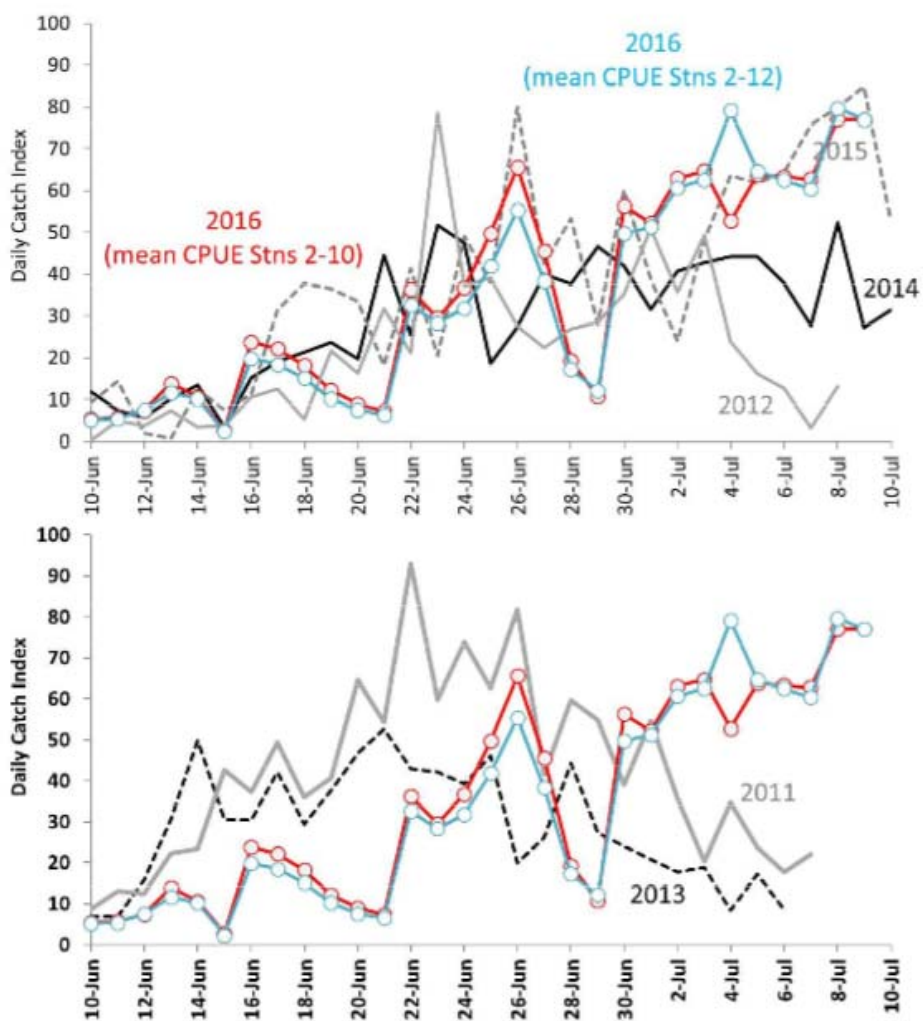 100
90
80
70
60
50
40
30
20
10
0
Daily Catch Index
2016
(mean CPUE Stns 2-12)
2016
(mean CPUE Stns 2-10)
2015
2014
2012
10-Jun
12-Jun
14-Jun
16-Jun
18-Jun
20-Jun
22-Jun
24-Jun
26-Jun
28-Jun
30-Jun
2-Jul
4-Jul
6-Jul
8-Jul
10-Jul
100
90
80
70
60
50
40
30
20
10
0
Daily Catch Index
2011
2013
10-Jun
12-Jun
14-Jun
16-Jun
18-Jun
20-Jun
22-Jun
24-Jun
26-Jun
28-Jun
30-Jun
2-Jul
4-Jul
6-Jul
8-Jul
10-Jul